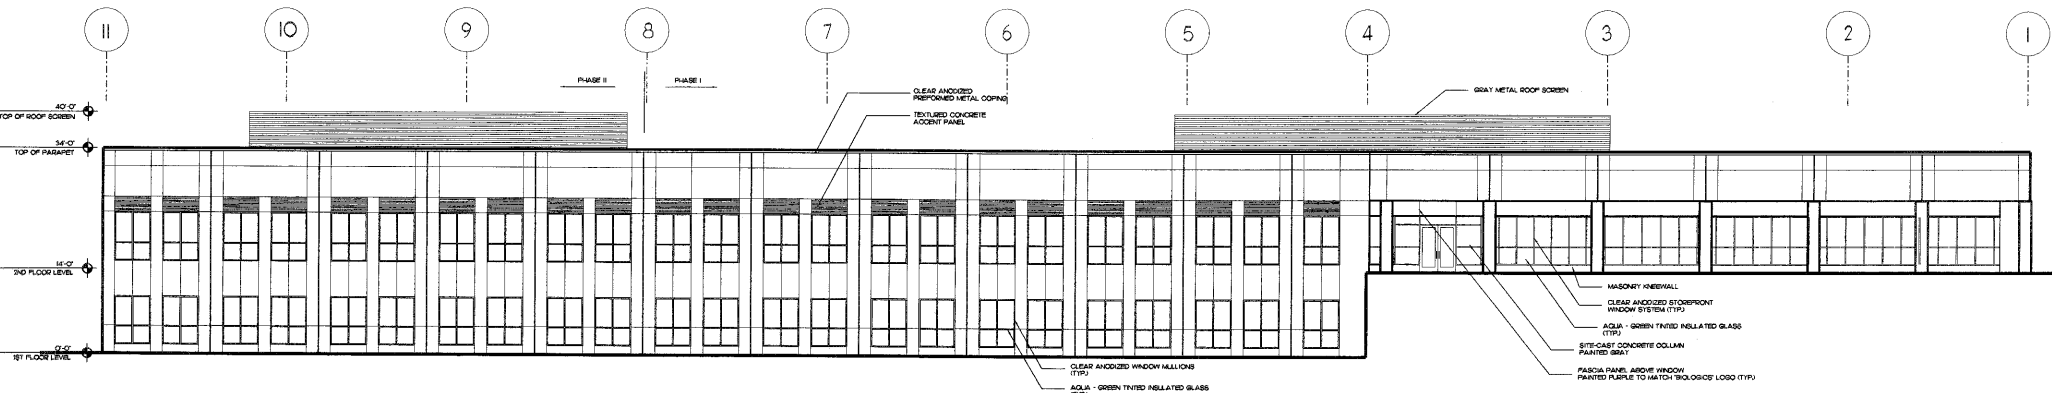 11 10 9 8 7 6 5 4 3 2 1
PHASE II PHASE I
CLEAR ANODIZED
PREFORMED METAL COPING
TEXTURED CONCRETE
ACCENT PANEL
GRAY METAL ROOF SCREEN
40'-0"
TOP OF ROOF SCREEN
34'-0"
TOP OF PARAPET
14'-0"
2ND FLOOR LEVEL
0'-0"
1ST FLOOR LEVEL
MASONRY KNEEWALL
CLEAR ANODIZED STOREFRONT
WINDOW SYSTEM (TYP.)
AQUA - GREEN TINTED INSULATED GLASS
(TYP.)
SITE-CAST CONCRETE COLUMN
PAINTED GRAY
FASCIA PANEL ABOVE WINDOW
PAINTED PURPLE TO MATCH "BIOLOGICS" LOGO (TYP.)
CLEAR ANODIZED WINDOW MULLIONS
(TYP.)
AQUA - GREEN TINTED INSULATED GLASS